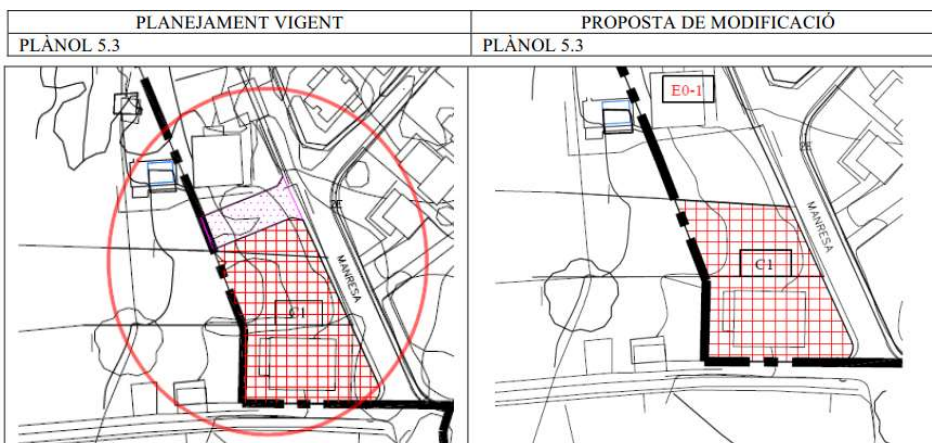 PLANEJAMENT VIGENT
PROPOSTA DE MODIFICACIÓ
PLÀNOL 5.3
PLÀNOL 5.3
MANRESA
C1
E0-1
MANRESA
C1